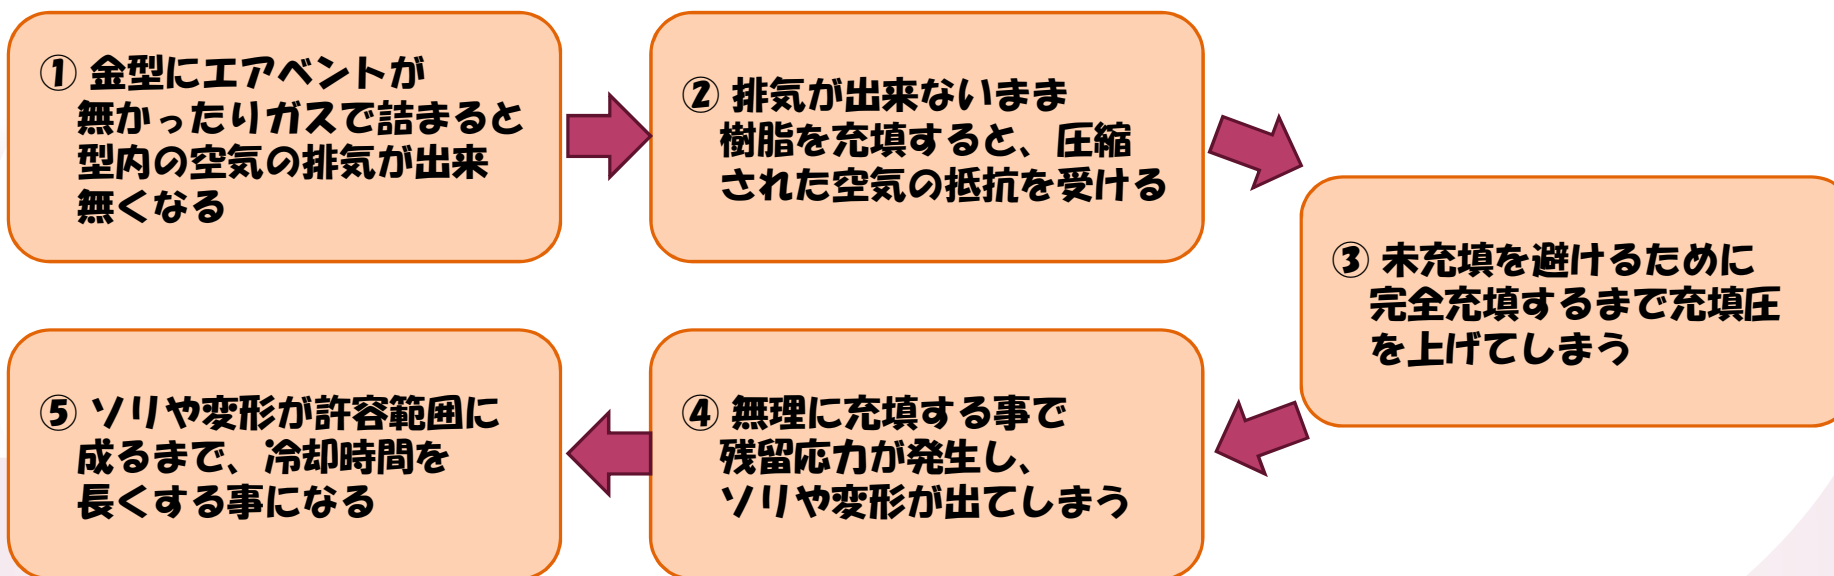 ① 金型にエアベントが
無かったりガスで詰まると
型内の空気の排気が出来
無くなる
② 排気が出来ないまま
樹脂を充填すると、圧縮
された空気の抵抗を受ける
③ 未充填を避けるために
完全充填するまで充填圧
を上げてしまう
④ 無理に充填する事で
残留応力が発生し、
ソリや変形が出てしまう
⑤ ソリや変形が許容範囲に
成るまで、冷却時間を
長くする事になる